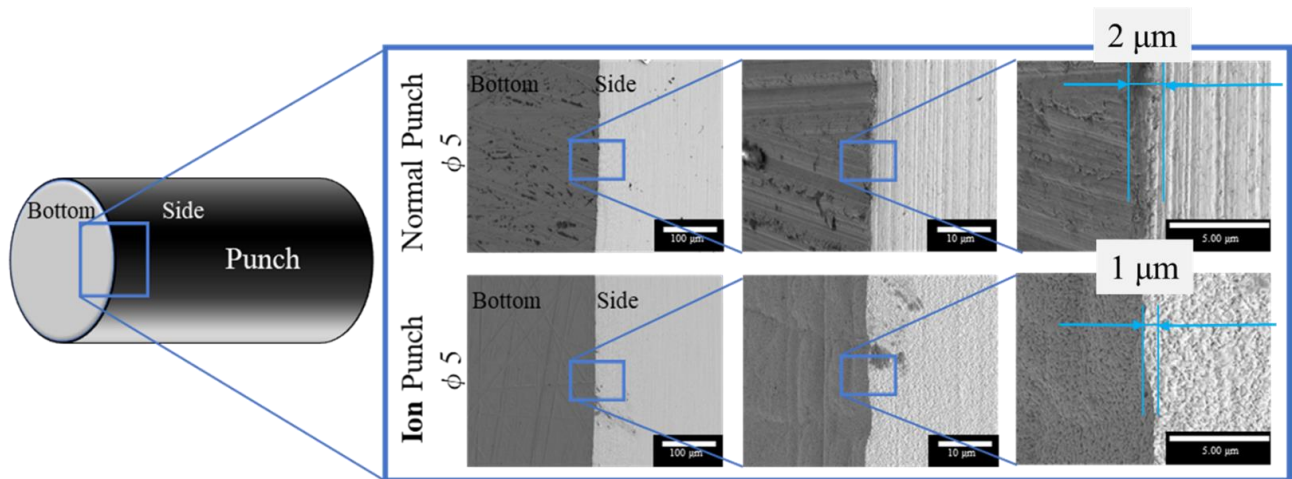 Bottom
Side
Punch
Normal Punch
ϕ 5
Bottom
Side
100 μm
10 μm
2 μm
5.00 μm
Ion Punch
ϕ 5
Bottom
Side
100 μm
10 μm
1 μm
5.00 μm